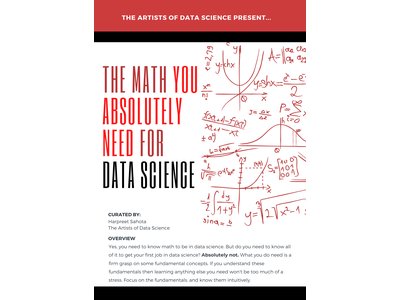 THE ARTISTS OF DATA SCIENCE PRESENT...
THE MATH YOU
ABSOLUTELY
NEED FOR
DATA SCIENCE
CURATED BY:
Harpreet Sahota
The Artists of Data Science
OVERVIEW
Yes, you need to know math to be in data science. But do you need to know all
of it to get your first job in data science? Absolutely not. What you do need is a
firm grasp on some fundamental concepts. If you understand these
fundamentals then learning anything else you need won't be too much of a
stress. Focus on the fundamentals and know them intuitively.